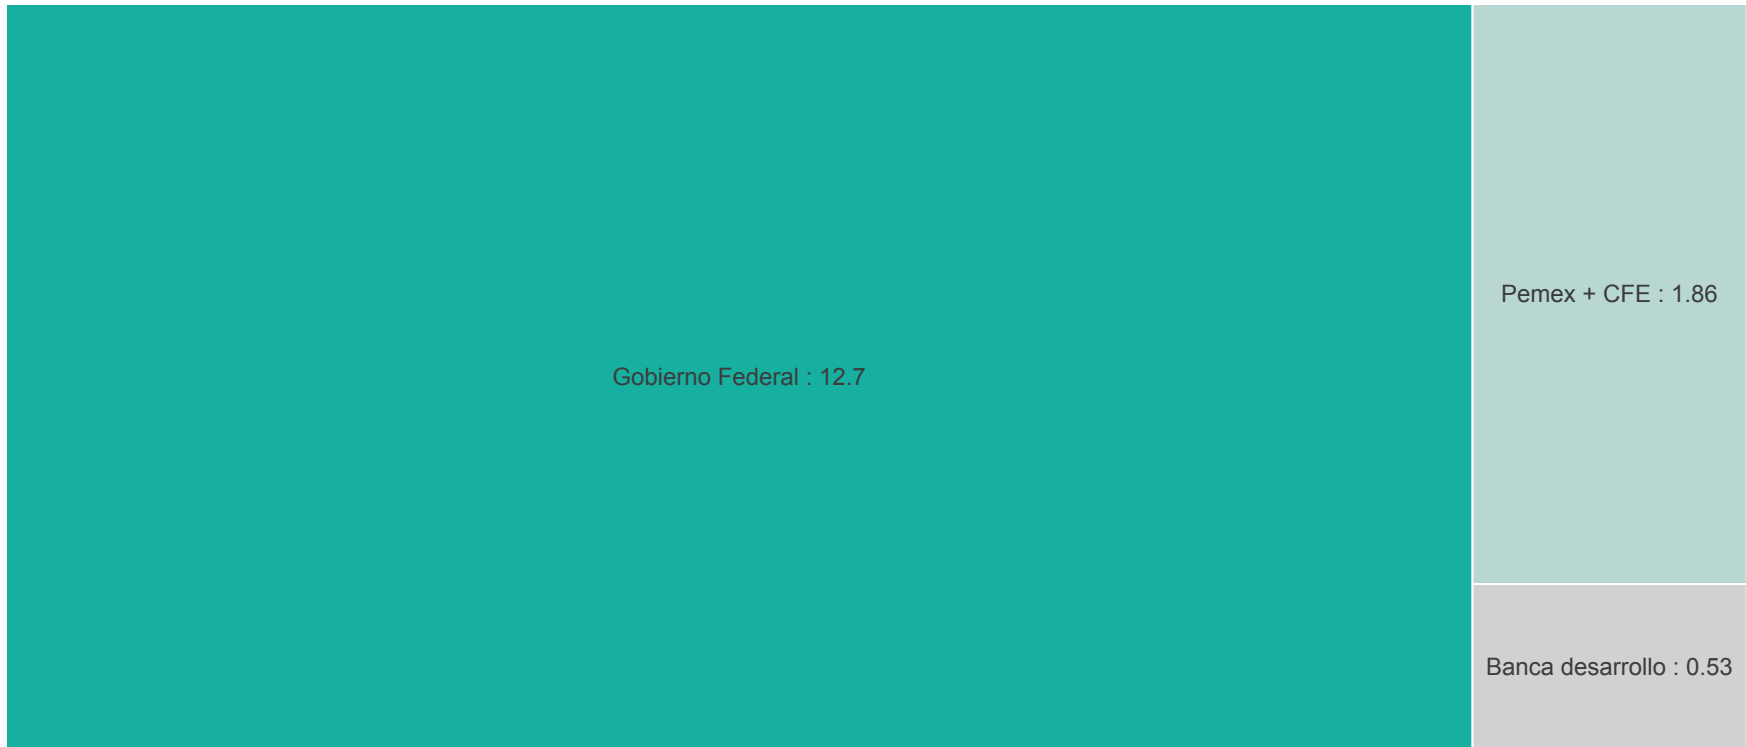 Pemex + CFE : 1.86
Gobierno Federal : 12.7
Banca desarrollo : 0.53